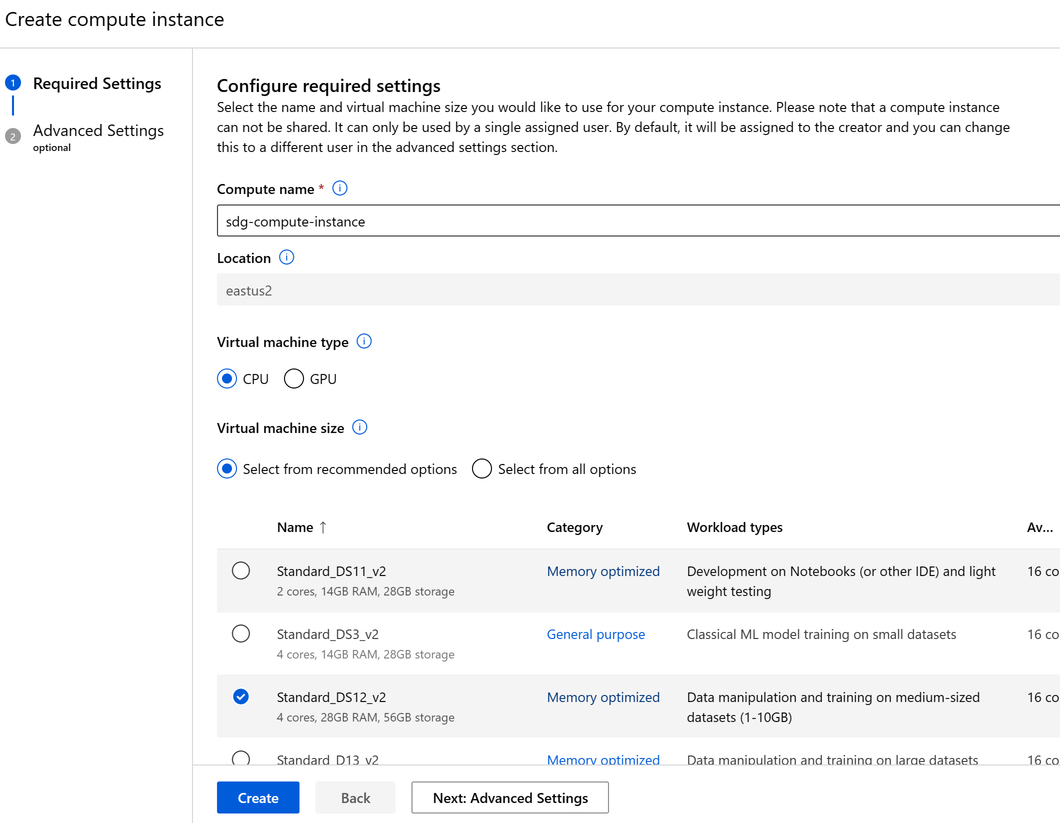 Create compute instance
1 Required Settings
2 Advanced Settings
optional
Configure required settings
Select the name and virtual machine size you would like to use for your compute instance. Please note that a compute instance
can not be shared. It can only be used by a single assigned user. By default, it will be assigned to the creator and you can change
this to a different user in the advanced settings section.
Compute name *
sdg-compute-instance
Location
eastus2
Virtual machine type
CPU GPU
Virtual machine size
Select from recommended options Select from all options
Name ↑ Category Workload types Av...
Standard_DS11_v2 Memory optimized Development on Notebooks (or other IDE) and light 16 co
2 cores, 14GB RAM, 28GB storage weight testing
Standard_DS3_v2 General purpose Classical ML model training on small datasets 16 co
4 cores, 14GB RAM, 28GB storage
Standard_DS12_v2 Memory optimized Data manipulation and training on medium-sized 16 co
4 cores, 28GB RAM, 56GB storage datasets (1-10GB)
Standard_D13_v2 Memory optimized Data manipulation and training on large datasets 16 co
Create Back Next: Advanced Settings